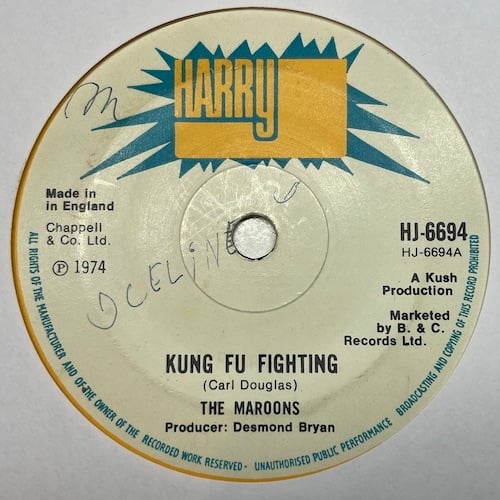 HARRY
m
Made in
in England
Chappell
& Co. Ltd.
℗ 1974
OCELINE
HJ-6694
HJ-6694A
A Kush
Production
Marketed
by B. & C.
Records Ltd.
KUNG FU FIGHTING
(Carl Douglas)
THE MAROONS
Producer: Desmond Bryan
ALL RIGHTS OF THE MANUFACTURER AND OF THE OWNER OF THE RECORDED WORK RESERVED · UNAUTHORISED PUBLIC PERFORMANCE BROADCASTING AND COPYING OF THIS RECORD PROHIBITED